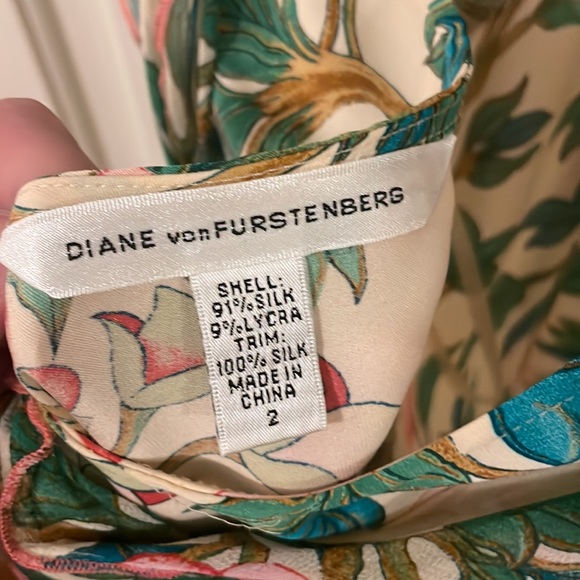 DIANE von FURSTENBERG
SHELL:
91% SILK
9% LYCRA
TRIM:
100% SILK
MADE IN
CHINA
2